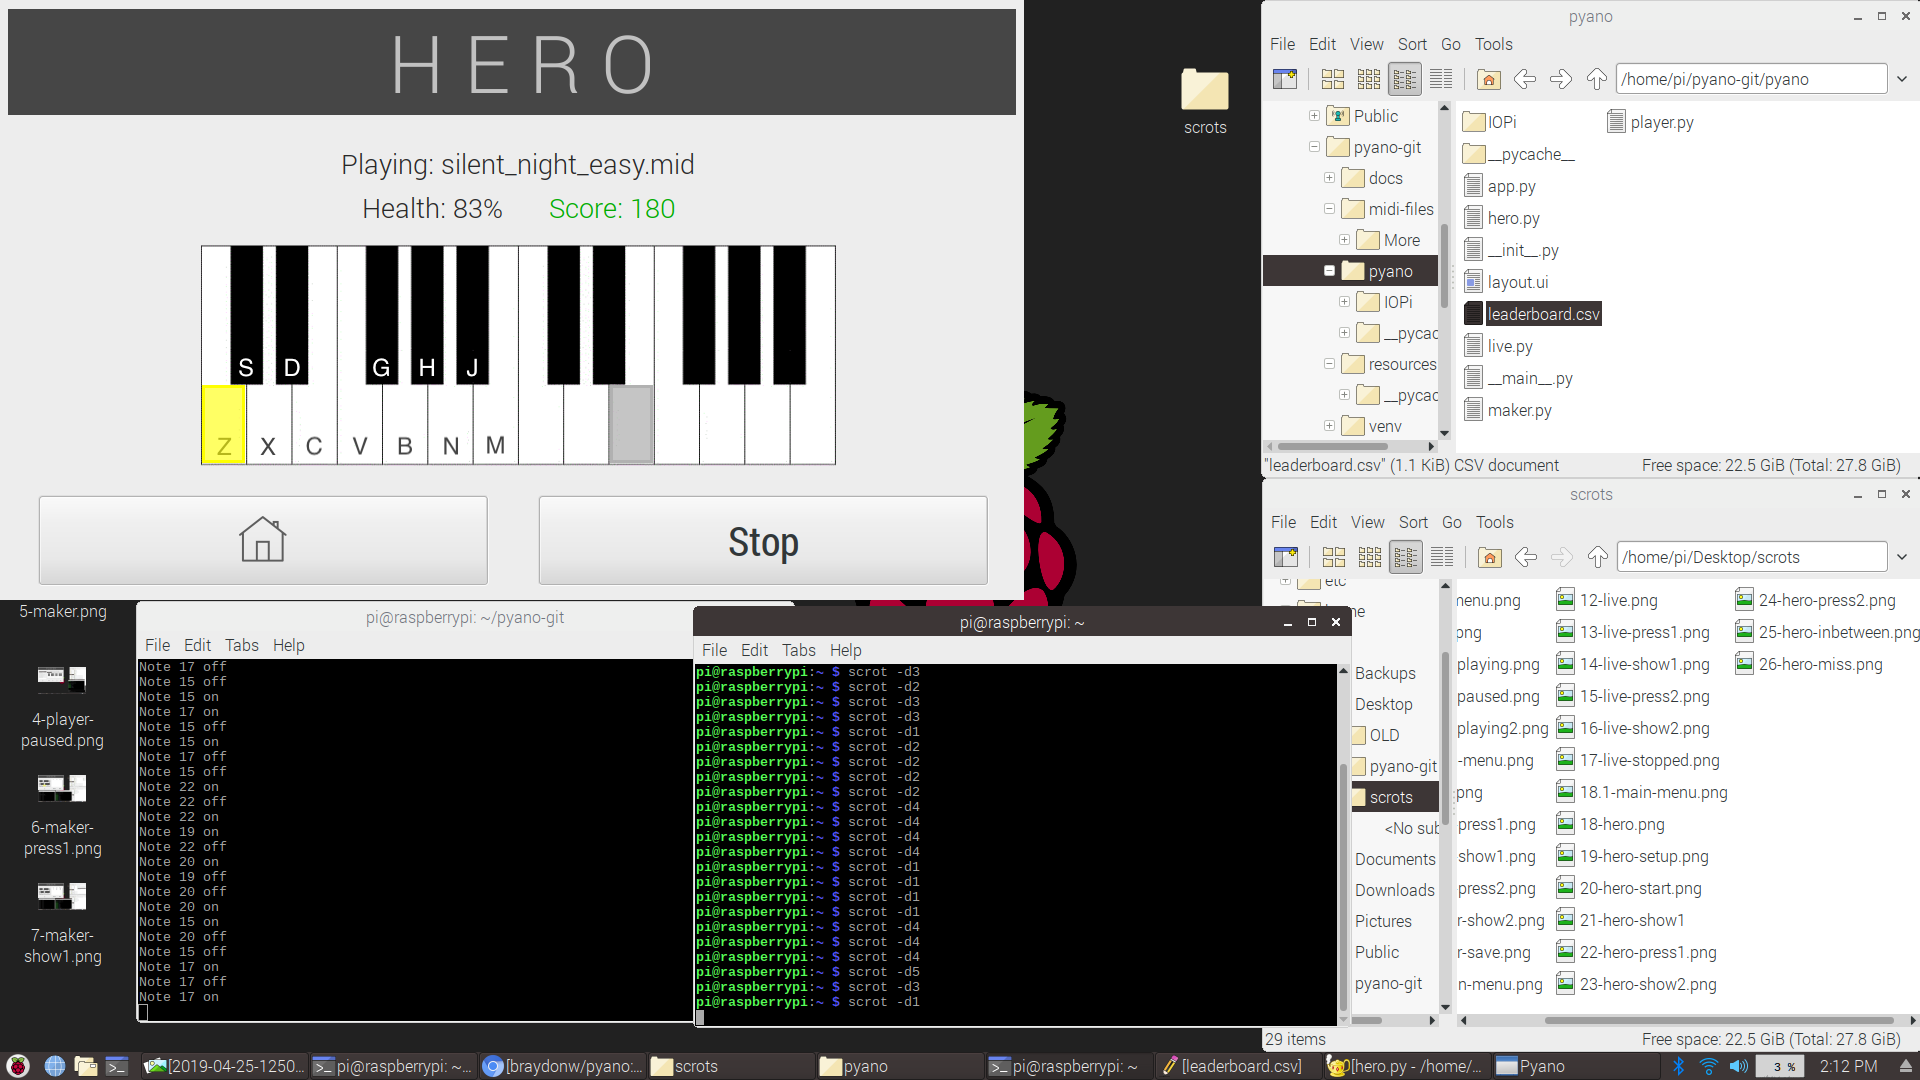 HERO
Playing: silent_night_easy.mid
Health: 83%
Score: 180
S D G H J
Z X C V B N M
Stop
scrots
pyano
File Edit View Sort Go Tools
/home/pi/pyano-git/pyano
Public
pyano-git
docs
midi-files
More
pyano
IOPi
__pycac
resources
__pycac
venv
IOPi
__pycache__
app.py
hero.py
__init__.py
layout.ui
leaderboard.csv
live.py
__main__.py
maker.py
player.py
"leaderboard.csv" (1.1 KiB) CSV document
Free space: 22.5 GiB (Total: 27.8 GiB)
scrots
File Edit View Sort Go Tools
/home/pi/Desktop/scrots
etc
Backups
Desktop
OLD
pyano-git
scrots
<No sub
Documents
Downloads
Pictures
Public
pyano-git
menu.png
png
playing.png
paused.png
playing2.png
-menu.png
png
press1.png
show1.png
press2.png
r-show2.png
r-save.png
n-menu.png
12-live.png
13-live-press1.png
14-live-show1.png
15-live-press2.png
16-live-show2.png
17-live-stopped.png
18.1-main-menu.png
18-hero.png
19-hero-setup.png
20-hero-start.png
21-hero-show1
22-hero-press1.png
23-hero-show2.png
24-hero-press2.png
25-hero-inbetween.png
26-hero-miss.png
29 items
Free space: 22.5 GiB (Total: 27.8 GiB)
5-maker.png
4-player-
paused.png
6-maker-
press1.png
7-maker-
show1.png
pi@raspberrypi: ~/pyano-git
File Edit Tabs Help
Note 17 off
Note 15 off
Note 15 on
Note 17 on
Note 15 off
Note 15 on
Note 17 off
Note 15 off
Note 22 on
Note 22 off
Note 22 on
Note 19 on
Note 22 off
Note 20 on
Note 19 off
Note 20 off
Note 20 on
Note 15 on
Note 20 off
Note 15 off
Note 17 on
Note 17 off
Note 17 on
pi@raspberrypi: ~
File Edit Tabs Help
pi@raspberrypi:~ $ scrot -d3
pi@raspberrypi:~ $ scrot -d2
pi@raspberrypi:~ $ scrot -d3
pi@raspberrypi:~ $ scrot -d3
pi@raspberrypi:~ $ scrot -d1
pi@raspberrypi:~ $ scrot -d2
pi@raspberrypi:~ $ scrot -d2
pi@raspberrypi:~ $ scrot -d2
pi@raspberrypi:~ $ scrot -d2
pi@raspberrypi:~ $ scrot -d4
pi@raspberrypi:~ $ scrot -d4
pi@raspberrypi:~ $ scrot -d4
pi@raspberrypi:~ $ scrot -d4
pi@raspberrypi:~ $ scrot -d1
pi@raspberrypi:~ $ scrot -d1
pi@raspberrypi:~ $ scrot -d1
pi@raspberrypi:~ $ scrot -d1
pi@raspberrypi:~ $ scrot -d4
pi@raspberrypi:~ $ scrot -d4
pi@raspberrypi:~ $ scrot -d4
pi@raspberrypi:~ $ scrot -d5
pi@raspberrypi:~ $ scrot -d3
pi@raspberrypi:~ $ scrot -d1
[2019-04-25-1250...
pi@raspberrypi: ~...
[braydonw/pyano:...
scrots
pyano
pi@raspberrypi: ~
[leaderboard.csv]
[hero.py - /home/...
Pyano
3 %
2:12 PM